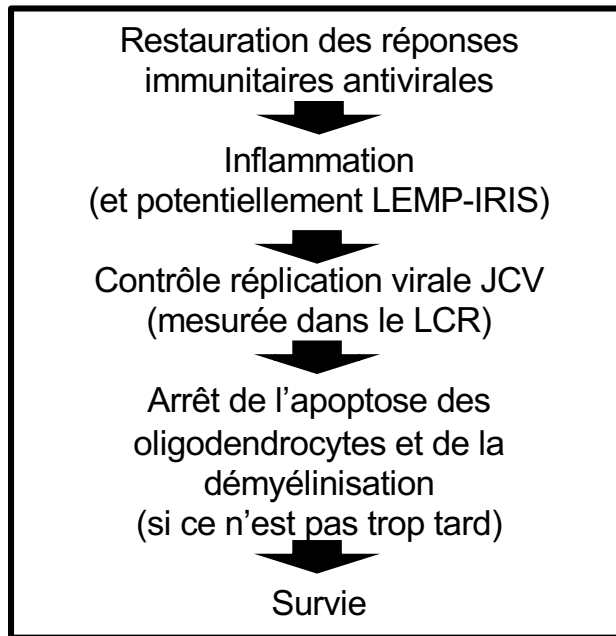 Restauration des réponses
immunitaires antivirales
Inflammation
(et potentiellement LEMP-IRIS)
Contrôle réplication virale JCV
(mesurée dans le LCR)
Arrêt de l'apoptose des
oligodendrocytes et de la
démyélinisation
(si ce n'est pas trop tard)
Survie